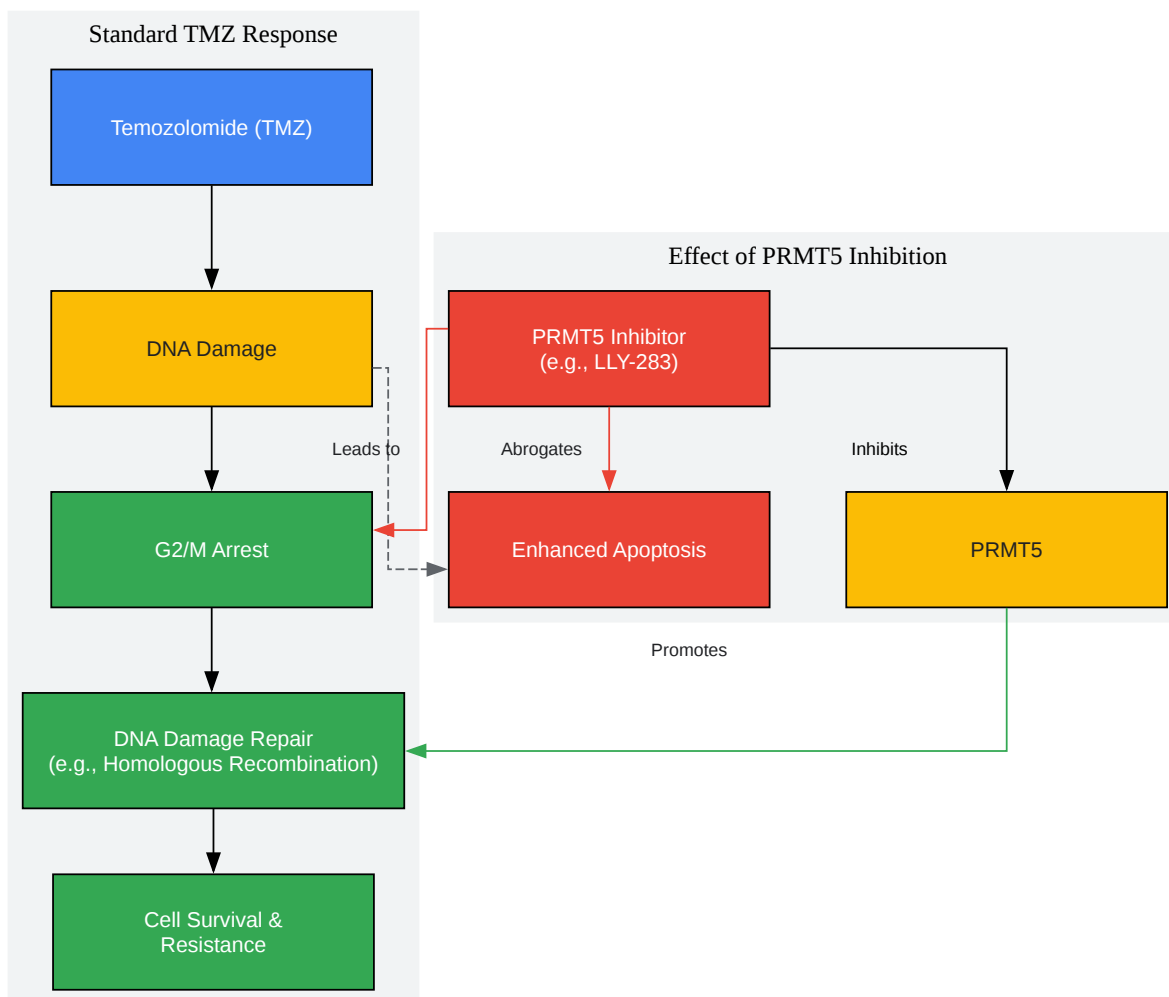 Standard TMZ Response
Temozolomide (TMZ)
Effect of PRMT5 Inhibition
DNA Damage
PRMT5 Inhibitor
(e.g., LLY-283)
Leads to
Abrogates
Inhibits
G2/M Arrest
Enhanced Apoptosis
PRMT5
Promotes
DNA Damage Repair
(e.g., Homologous Recombination)
Cell Survival &
Resistance